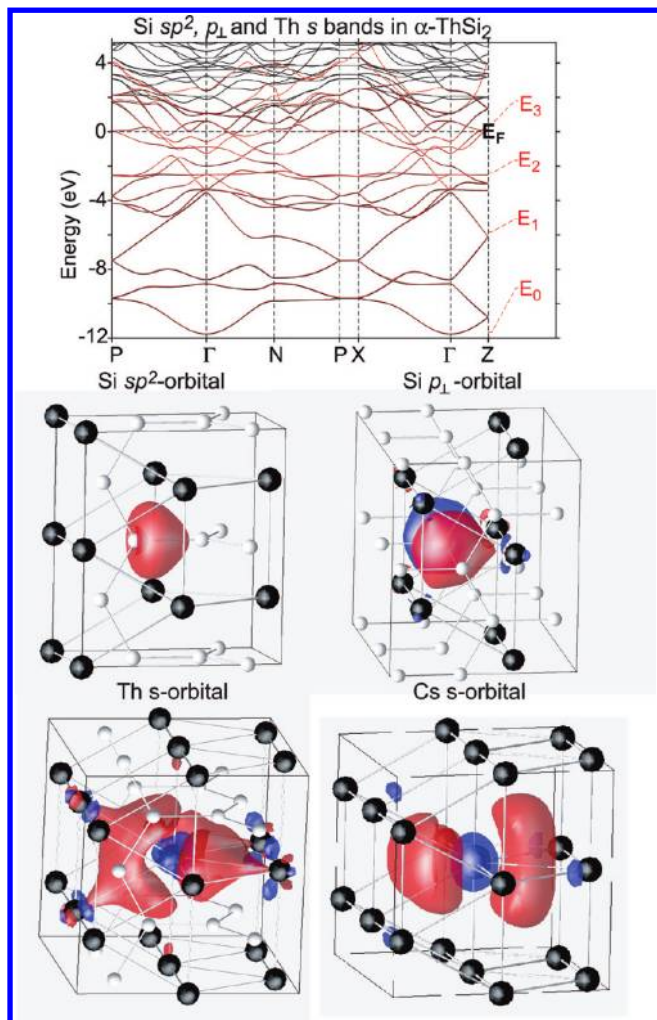 Si sp², p⊥ and Th s bands in α-ThSi₂
Energy (eV)
4
0
-4
-8
-12
E₃
E_F
E₂
E₁
E₀
P Γ N P X Γ Z
Si sp²-orbital
Si p⊥-orbital
Th s-orbital
Cs s-orbital